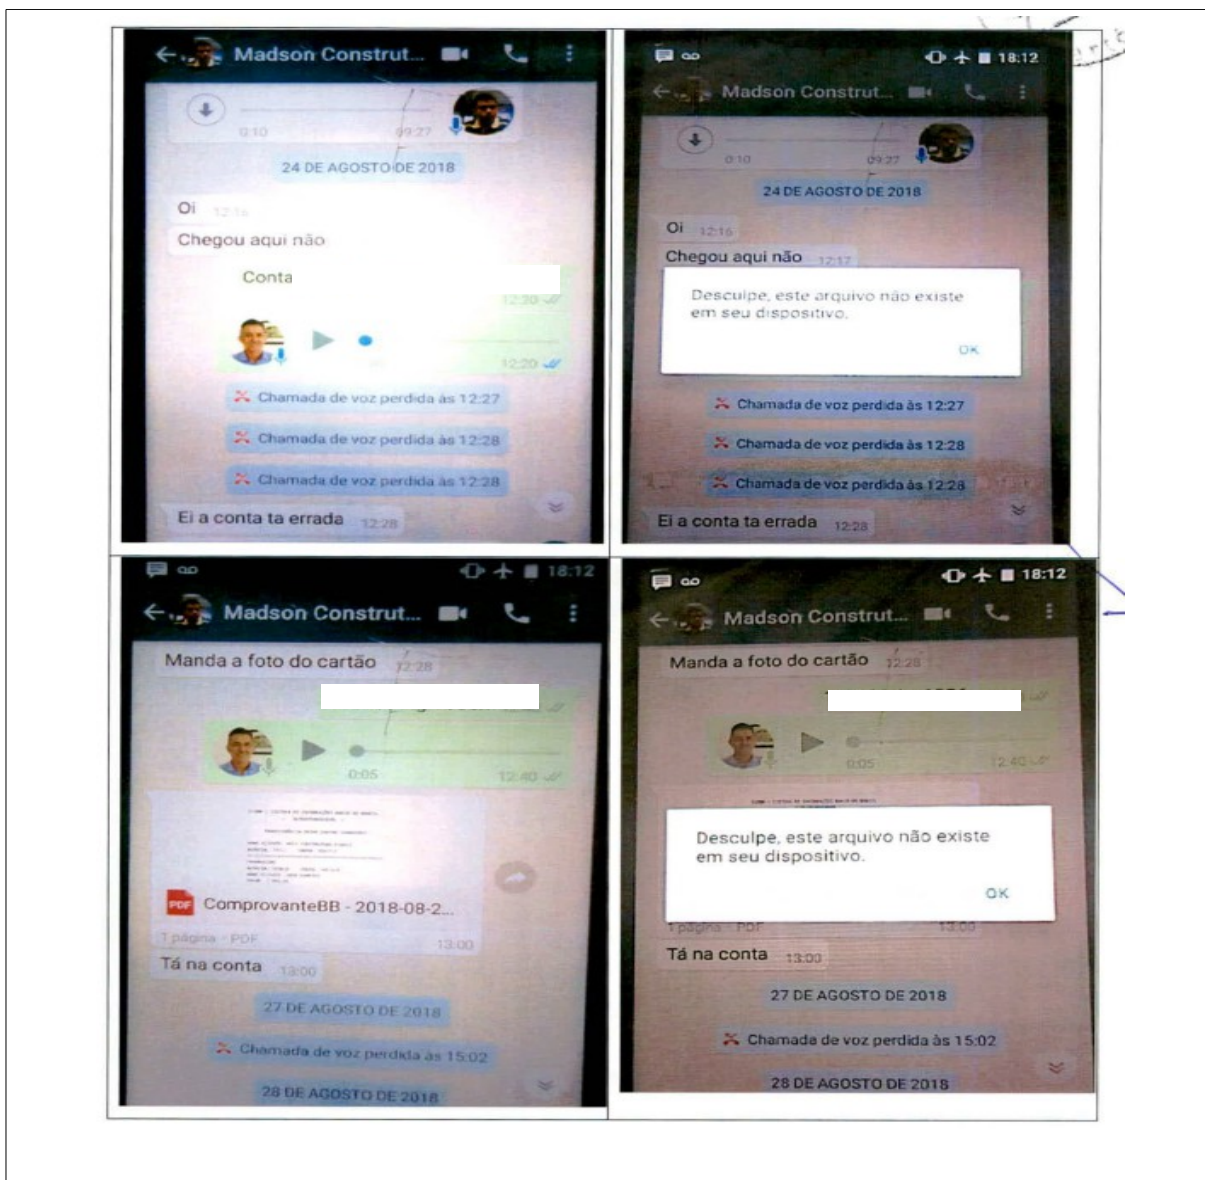 Madson Construt...
0:10 09:27
24 DE AGOSTO DE 2018
Oi 12:16
Chegou aqui não
Conta
12:20
12:20
Chamada de voz perdida às 12:27
Chamada de voz perdida às 12:28
Chamada de voz perdida às 12:28
Ei a conta ta errada 12:28
18:12
Madson Construt...
0:10 09:27
24 DE AGOSTO DE 2018
Oi 12:16
Chegou aqui não 12:17
Desculpe, este arquivo não existe
em seu dispositivo.
OK
Chamada de voz perdida às 12:27
Chamada de voz perdida às 12:28
Chamada de voz perdida às 12:28
Ei a conta ta errada 12:28
18:12
Madson Construt...
Manda a foto do cartão 12:28
0:05 12:40
PDF ComprovanteBB - 2018-08-2...
1 página - PDF 13:00
Tá na conta 13:00
27 DE AGOSTO DE 2018
Chamada de voz perdida às 15:02
28 DE AGOSTO DE 2018
18:12
Madson Construt...
Manda a foto do cartão 12:28
0:05 12:40
Desculpe, este arquivo não existe
em seu dispositivo.
OK
1 página - PDF 13:00
Tá na conta 13:00
27 DE AGOSTO DE 2018
Chamada de voz perdida às 15:02
28 DE AGOSTO DE 2018